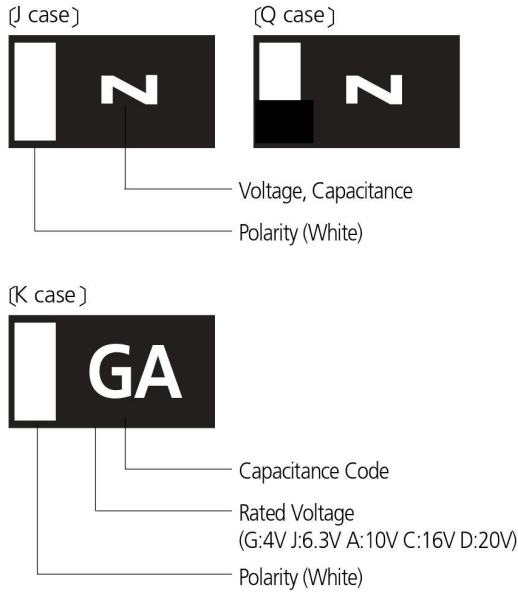 〔J case〕
〔Q case〕
N
N
Voltage, Capacitance
Polarity (White)
〔K case〕
GA
Capacitance Code
Rated Voltage
(G:4V J:6.3V A:10V C:16V D:20V)
Polarity (White)